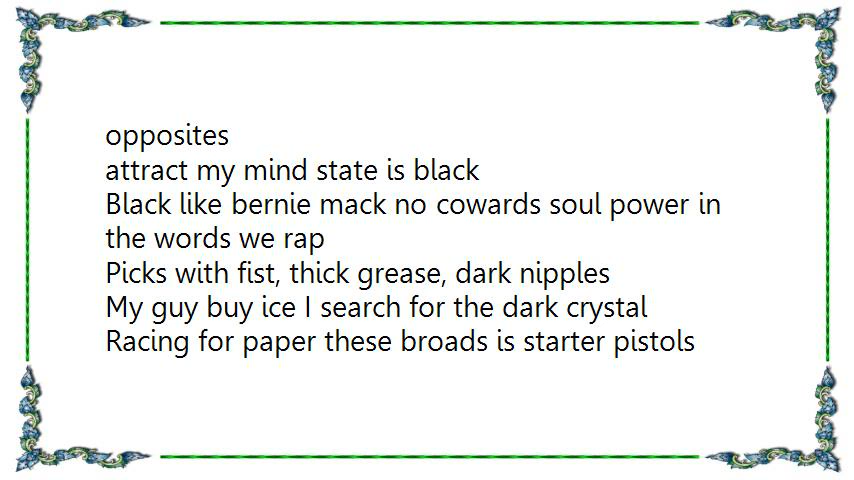 opposites
attract my mind state is black
Black like bernie mack no cowards soul power in
the words we rap
Picks with fist, thick grease, dark nipples
My guy buy ice I search for the dark crystal
Racing for paper these broads is starter pistols